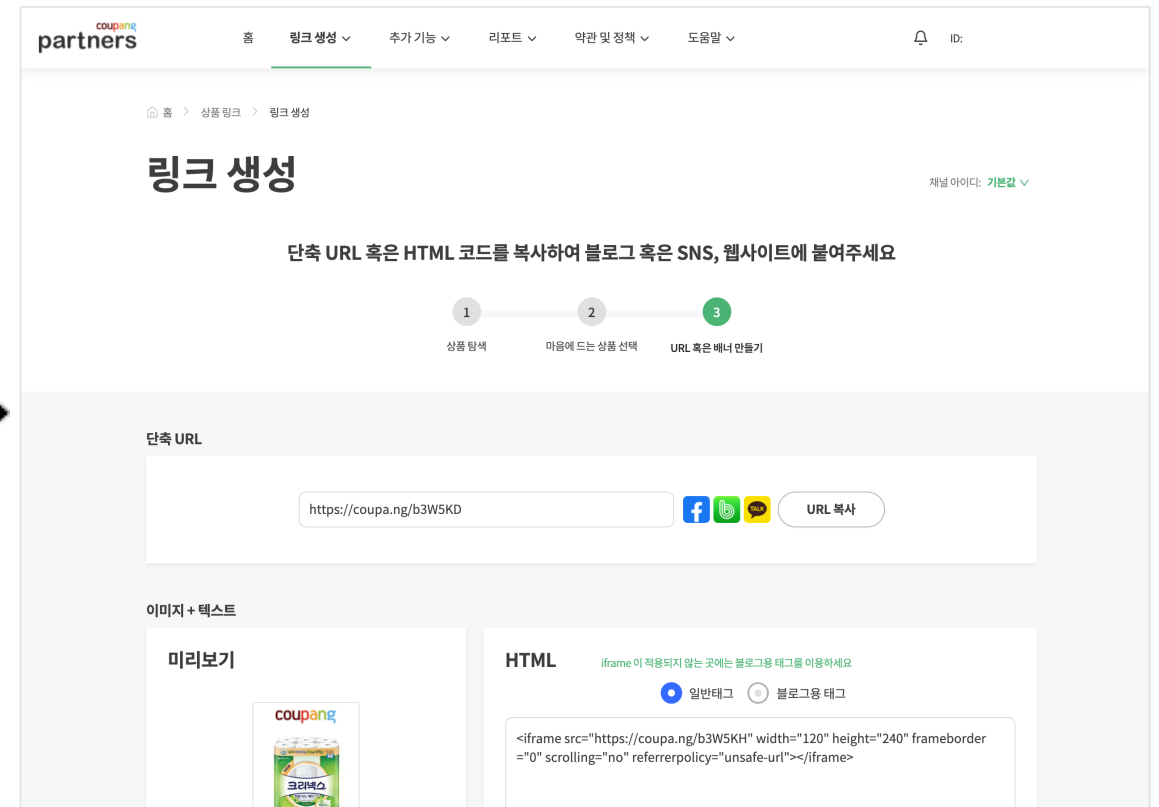 coupang
partners
홈 링크 생성 추가 기능 리포트 약관 및 정책 도움말 ID:
홈 > 상품 링크 > 링크 생성
링크 생성
채널 아이디: 기본값
단축 URL 혹은 HTML 코드를 복사하여 블로그 혹은 SNS, 웹사이트에 붙여주세요
1 2 3
상품 탐색 마음에 드는 상품 선택 URL 혹은 배너 만들기
단축 URL
https://coupa.ng/b3W5KD TALK URL 복사
이미지 + 텍스트
미리보기
HTML iframe 이 적용되지 않는 곳에는 블로그용 태그를 이용하세요
일반태그 블로그용 태그
coupang
크리넥스
<iframe src="https://coupa.ng/b3W5KH" width="120" height="240" frameborder
="0" scrolling="no" referrerpolicy="unsafe-url"></iframe>